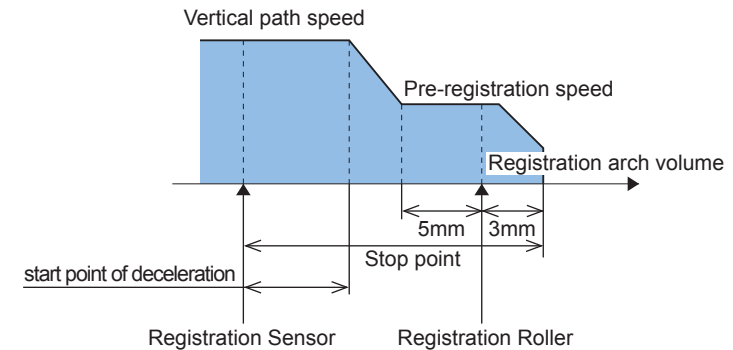 Vertical path speed
Pre-registration speed
Registration arch volume
5mm
3mm
Stop point
start point of deceleration
Registration Sensor
Registration Roller